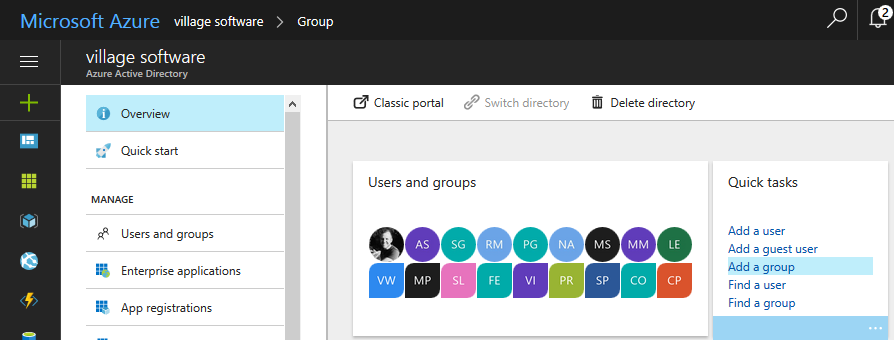 Microsoft Azure village software > Group
2
village software
Azure Active Directory
Overview
Classic portal Switch directory Delete directory
Quick start
Users and groups
Quick tasks
MANAGE
Users and groups
Enterprise applications
App registrations
AS SG RM PG NA MS MM LE
VW MP SL FE VI PR SP CO CP
Add a user
Add a guest user
Add a group
Find a user
Find a group
...